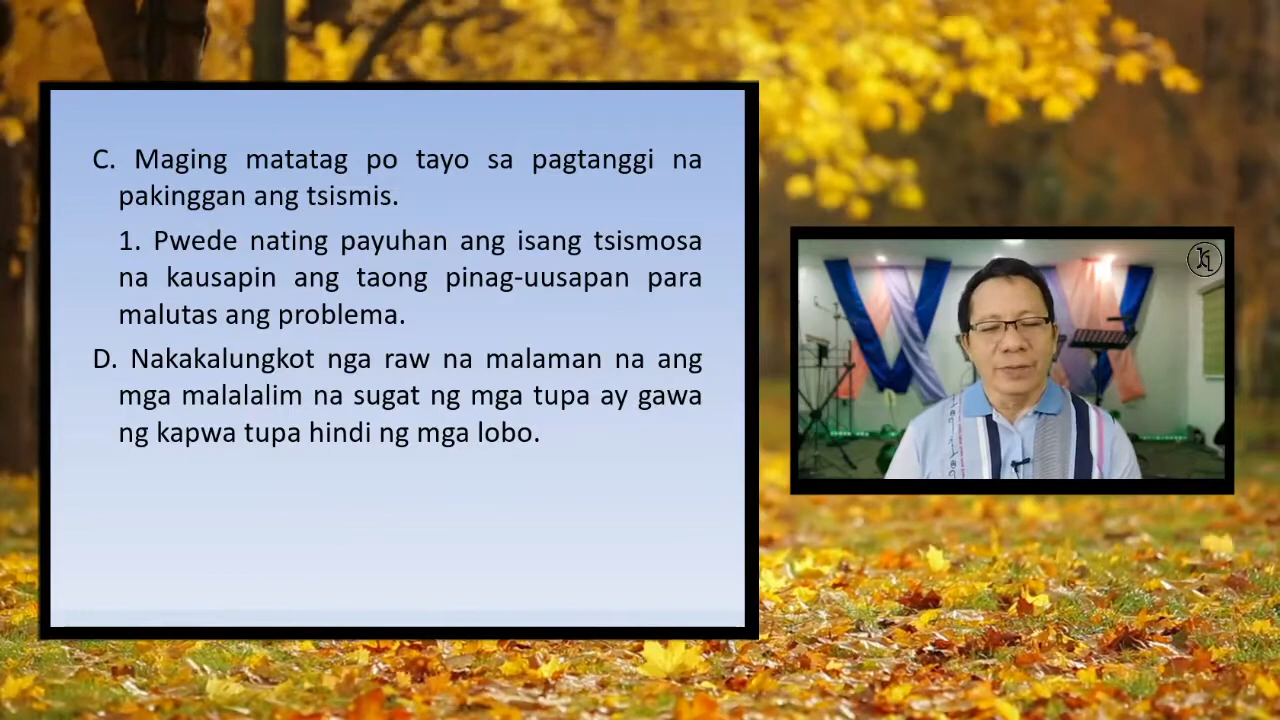 C. Maging matatag po tayo sa pagtanggi na
pakinggan ang tsismis.
1. Pwede nating payuhan ang isang tsismosa
na kausapin ang taong pinag-uusapan para
malutas ang problema.
D. Nakakalungkot nga raw na malaman na ang
mga malalalim na sugat ng mga tupa ay gawa
ng kapwa tupa hindi ng mga lobo.